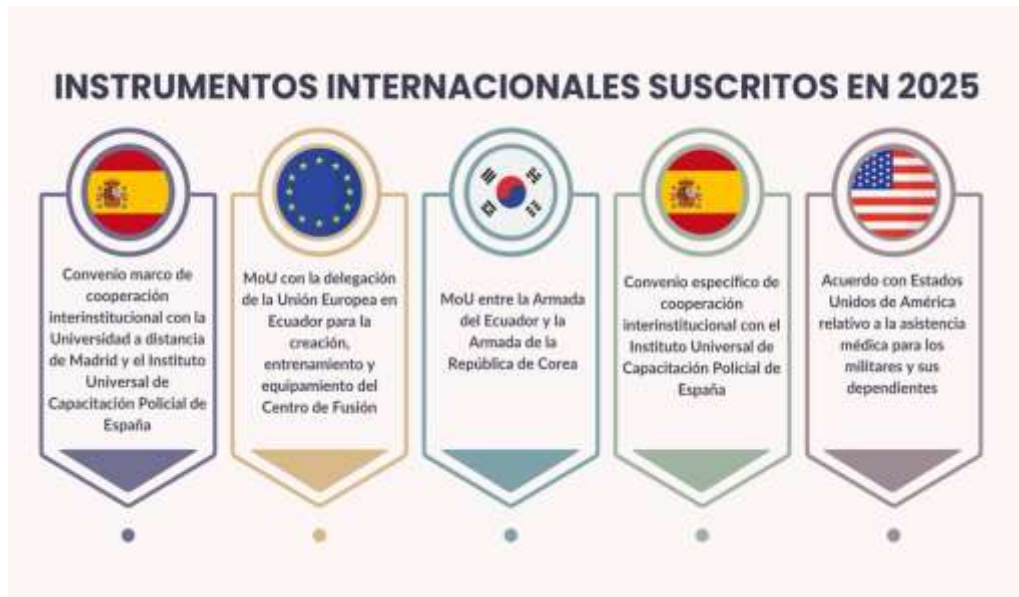 INSTRUMENTOS INTERNACIONALES SUSCRITOS EN 2025
Convenio marco de
cooperación
interinstitucional con la
Universidad a distancia
de Madrid y el Instituto
Universal de
Capacitación Policial de
España
MoU con la delegación
de la Unión Europea en
Ecuador para la
creación,
entrenamiento y
equipamiento del
Centro de Fusión
MoU entre la Armada
del Ecuador y la
Armada de la
República de Corea
Convenio específico de
cooperación
interinstitucional con el
Instituto Universal de
Capacitación Policial de
España
Acuerdo con Estados
Unidos de América
relativo a la asistencia
médica para los
militares y sus
dependientes